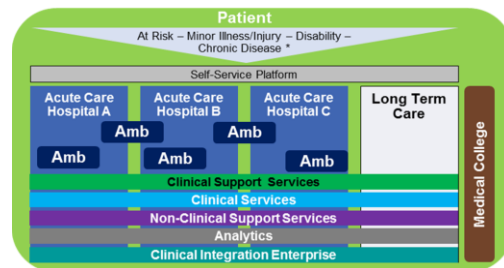 Patient
At Risk – Minor Illness/Injury – Disability –
Chronic Disease *
Self-Service Platform
Acute Care
Hospital A
Acute Care
Hospital B
Acute Care
Hospital C
Long Term
Care
Amb
Amb
Amb
Amb
Amb
Clinical Support Services
Clinical Services
Non-Clinical Support Services
Analytics
Clinical Integration Enterprise
Medical College